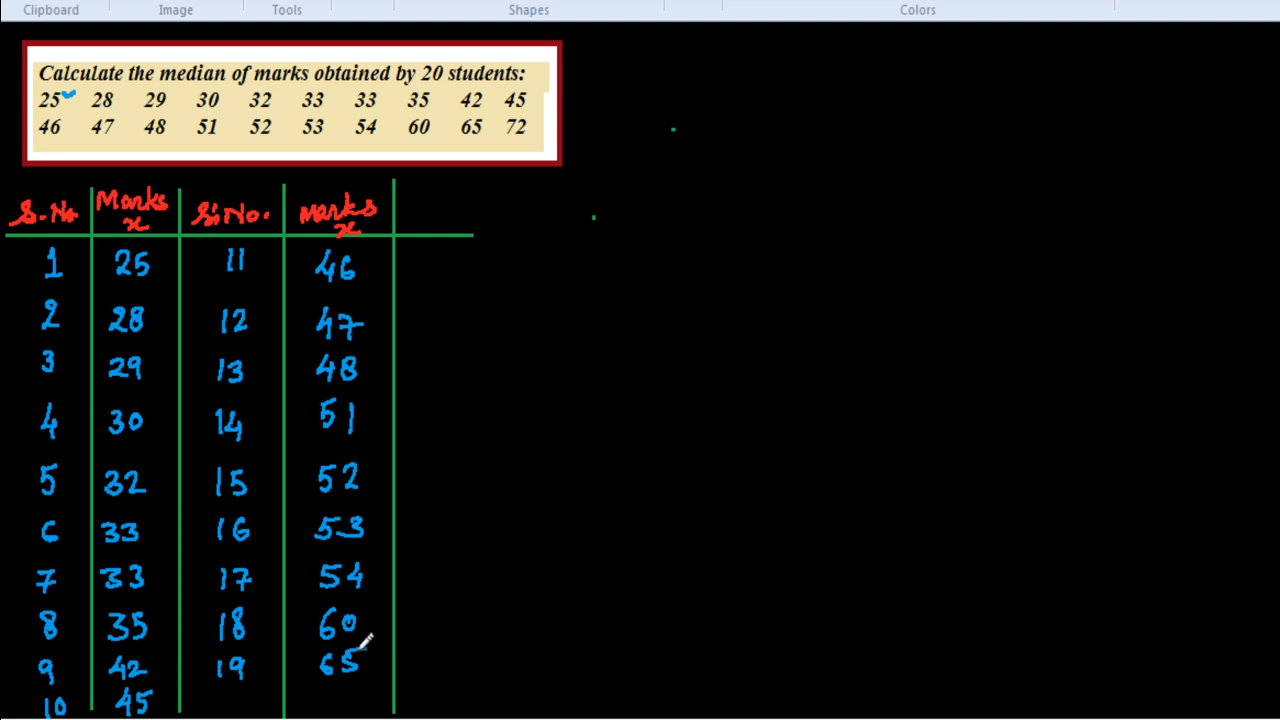 Clipboard Image Tools Shapes Colors
Calculate the median of marks obtained by 20 students:
25 28 29 30 32 33 33 35 42 45
46 47 48 51 52 53 54 60 65 72
S.No Marks x S.No. Marks x
1 25 11 46
2 28 12 47
3 29 13 48
4 30 14 51
5 32 15 52
6 33 16 53
7 33 17 54
8 35 18 60
9 42 19 65
10 45